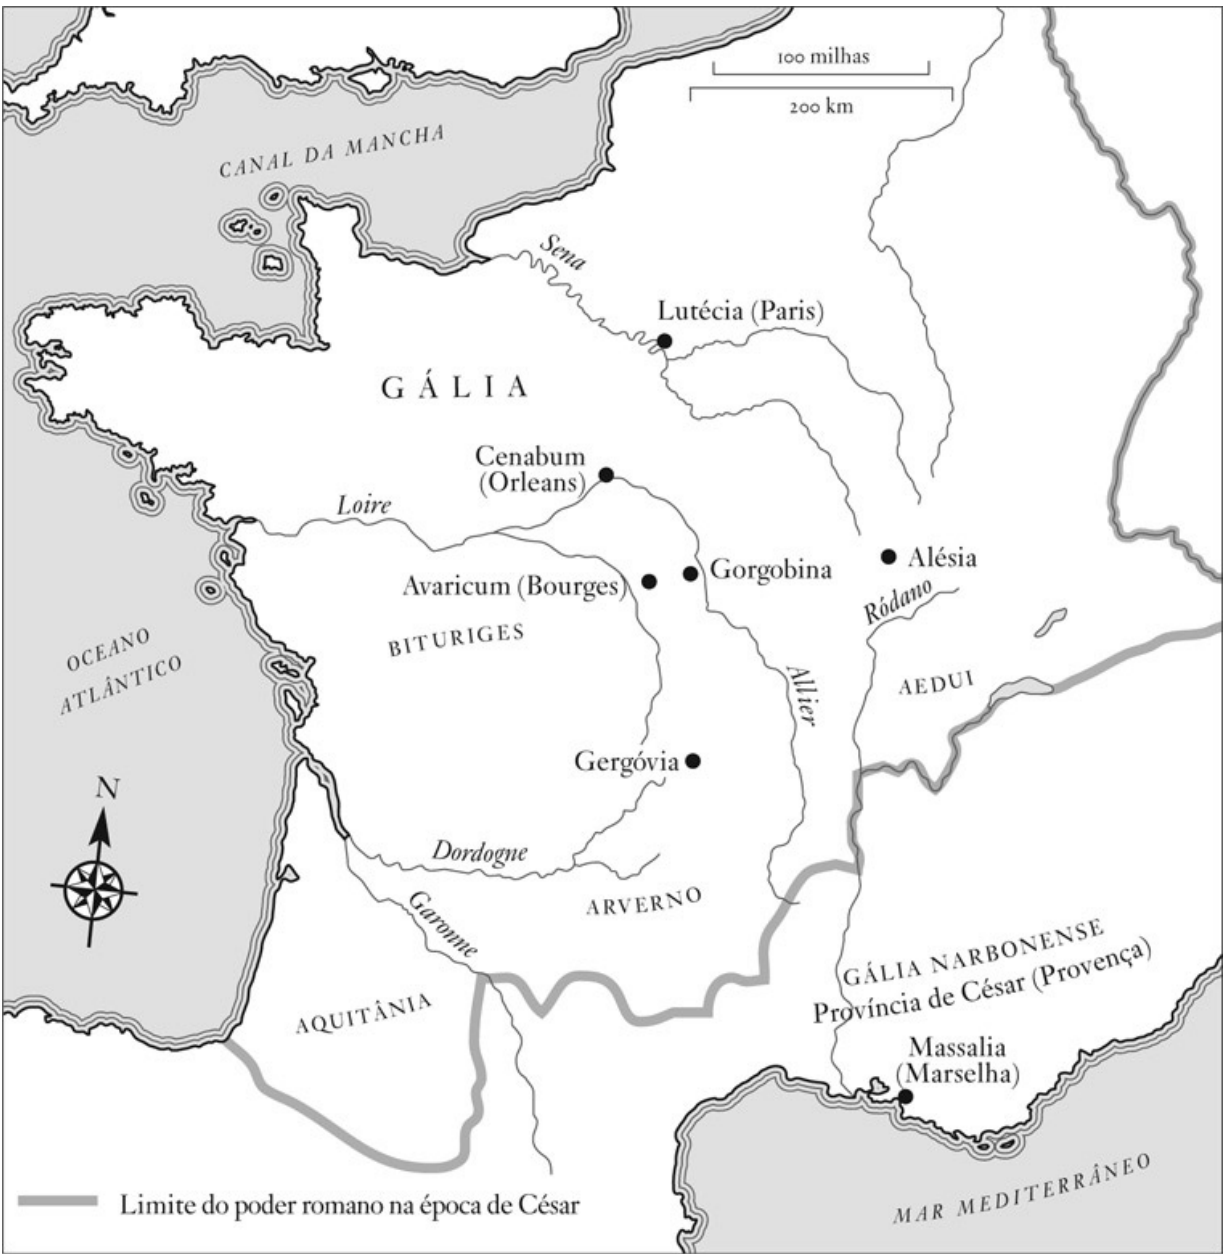 100 milhas
200 km
CANAL DA MANCHA
Sena
Lutécia (Paris)
GÁLIA
Cenabum
(Orleans)
Loire
Alésia
Gorgobina
Avaricum (Bourges)
Ródano
BITURIGES
OCEANO
ATLÂNTICO
AEDUI
Allier
Gergóvia
N
Dordogne
ARVERNO
Garonne
GÁLIA NARBONENSE
Província de César (Provença)
AQUITÂNIA
Massalia
(Marselha)
MAR MEDITERRÂNEO
Limite do poder romano na época de César